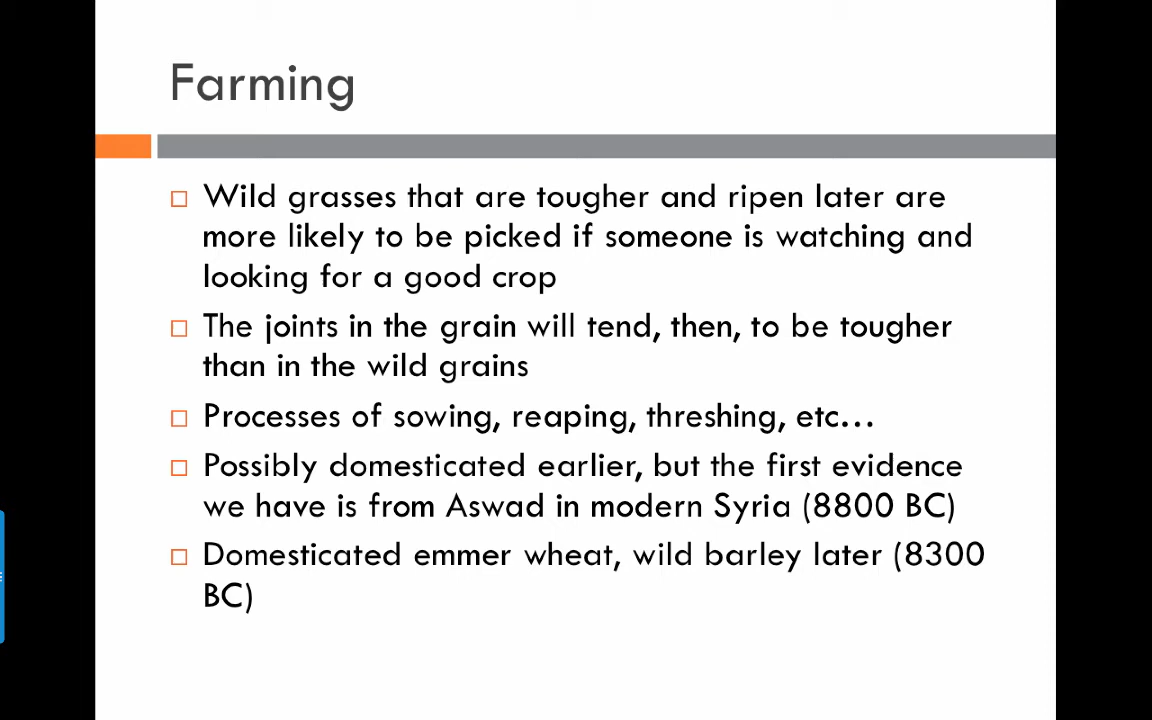 Farming
Wild grasses that are tougher and ripen later are
more likely to be picked if someone is watching and
looking for a good crop
The joints in the grain will tend, then, to be tougher
than in the wild grains
Processes of sowing, reaping, threshing, etc…
Possibly domesticated earlier, but the first evidence
we have is from Aswad in modern Syria (8800 BC)
Domesticated emmer wheat, wild barley later (8300
BC)